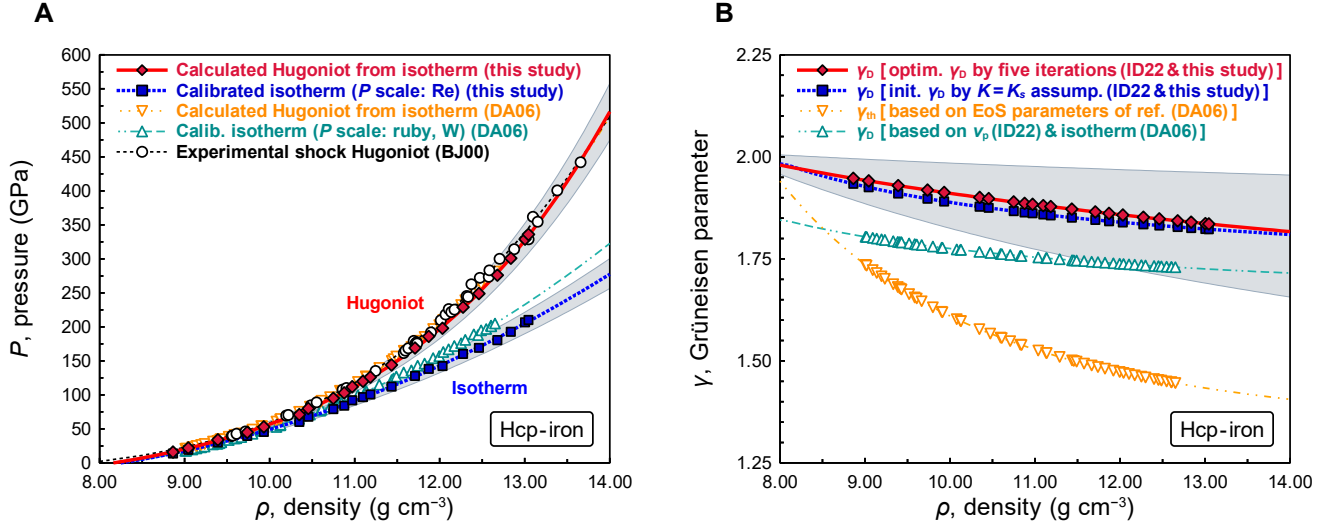 A
P, pressure (GPa)
600
550
500
450
400
350
300
250
200
150
100
50
0
Calculated Hugoniot from isotherm (this study)
Calibrated isotherm (P scale: Re) (this study)
Calculated Hugoniot from isotherm (DA06)
Calib. isotherm (P scale: ruby, W) (DA06)
Experimental shock Hugoniot (BJ00)
Hugoniot
Isotherm
Hcp-iron
8.00 9.00 10.00 11.00 12.00 13.00 14.00
ρ, density (g cm⁻³)
B
γ, Grüneisen parameter
2.25
2.00
1.75
1.50
1.25
γD [ optim. γD by five iterations (ID22 & this study) ]
γD [ init. γD by K = Ks assump. (ID22 & this study) ]
γth [ based on EoS parameters of ref. (DA06) ]
γD [ based on vp (ID22) & isotherm (DA06) ]
Hcp-iron
8.00 9.00 10.00 11.00 12.00 13.00 14.00
ρ, density (g cm⁻³)